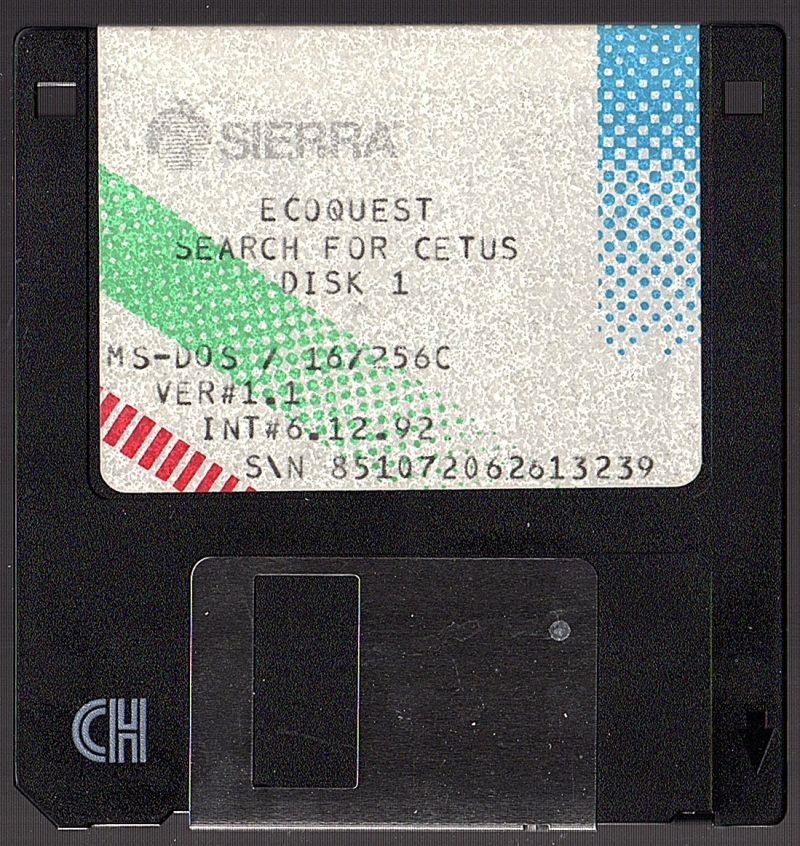 SIERRA
ECOQUEST
SEARCH FOR CETUS
DISK 1
MS-DOS / 16/256C
VER#1.1
INT#6.12.92
S\N 851072062613239
CH